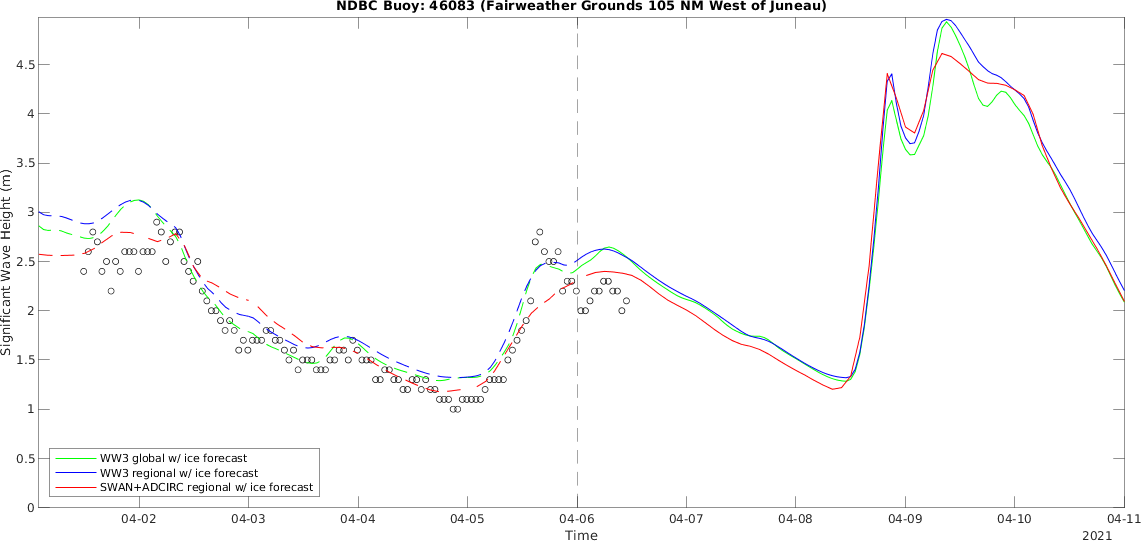 NDBC Buoy: 46083 (Fairweather Grounds 105 NM West of Juneau)
Significant Wave Height (m)
4.5
4
3.5
3
2.5
2
1.5
1
0.5
0
WW3 global w/ ice forecast
WW3 regional w/ ice forecast
SWAN+ADCIRC regional w/ ice forecast
04-02 04-03 04-04 04-05 04-06 04-07 04-08 04-09 04-10 04-11
Time
2021